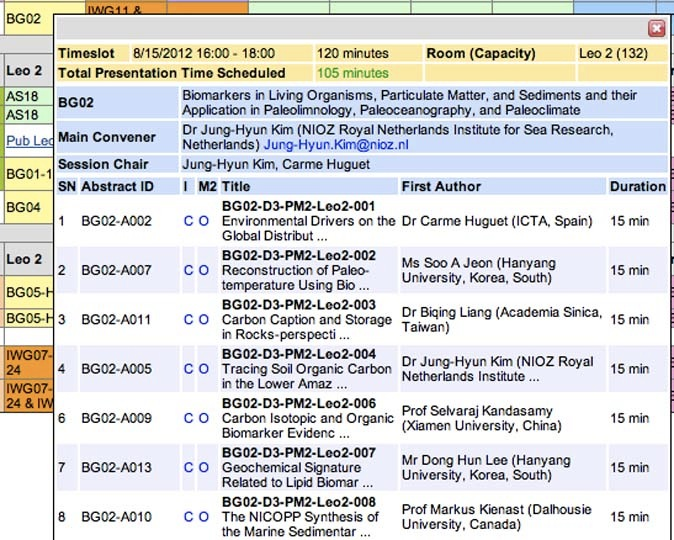 BG02
IWG11 &
Leo 2
AS18
AS18
Pub Lec
BG01-1
BG04
Leo 2
BG05-H
BG05-H
IWG07-
24
IWG07-
24 & IW
Timeslot 8/15/2012 16:00 - 18:00 120 minutes Room (Capacity) Leo 2 (132)
Total Presentation Time Scheduled 105 minutes
BG02 Biomarkers in Living Organisms, Particulate Matter, and Sediments and their
Application in Paleolimnology, Paleoceanography, and Paleoclimate
Main Convener Dr Jung-Hyun Kim (NIOZ Royal Netherlands Institute for Sea Research,
Netherlands) Jung-Hyun.Kim@nioz.nl
Session Chair Jung-Hyun Kim, Carme Huguet
SN Abstract ID I M2 Title First Author Duration
1 BG02-A002 C O BG02-D3-PM2-Leo2-001
Environmental Drivers on the
Global Distribut ...
Dr Carme Huguet (ICTA, Spain) 15 min
2 BG02-A007 C O BG02-D3-PM2-Leo2-002
Reconstruction of Paleo-
temperature Using Bio ...
Ms Soo A Jeon (Hanyang
University, Korea, South) 15 min
3 BG02-A011 C O BG02-D3-PM2-Leo2-003
Carbon Caption and Storage
in Rocks-perspecti ...
Dr Biqing Liang (Academia Sinica,
Taiwan) 15 min
4 BG02-A005 C O BG02-D3-PM2-Leo2-004
Tracing Soil Organic Carbon
in the Lower Amaz ...
Dr Jung-Hyun Kim (NIOZ Royal
Netherlands Institute ... 15 min
6 BG02-A009 C O BG02-D3-PM2-Leo2-006
Carbon Isotopic and Organic
Biomarker Evidenc ...
Prof Selvaraj Kandasamy
(Xiamen University, China) 15 min
7 BG02-A013 C O BG02-D3-PM2-Leo2-007
Geochemical Signature
Related to Lipid Biomar ...
Mr Dong Hun Lee (Hanyang
University, Korea, South) 15 min
8 BG02-A010 C O BG02-D3-PM2-Leo2-008
The NICOPP Synthesis of
the Marine Sedimentar ...
Prof Markus Kienast (Dalhousie
University, Canada) 15 min